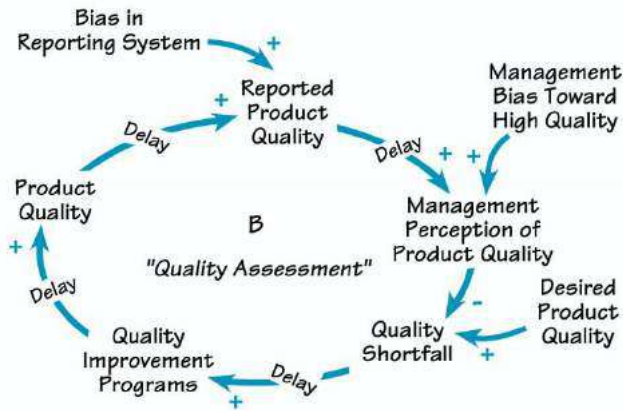 Bias in
Reporting System
+
+
Reported
Product
Quality
Management
Bias Toward
High Quality
Delay
Delay
+
+
Product
Quality
+
B
"Quality Assessment"
Management
Perception of
Product Quality
Delay
-
Desired
Product
Quality
Quality
Improvement
Programs
Quality
Shortfall
+
Delay
+